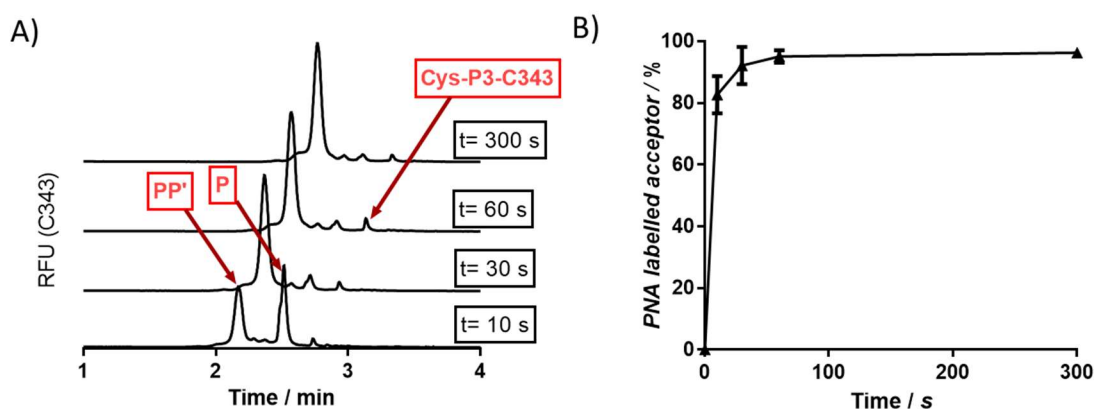 A)
RFU (C343)
Cys-P3-C343
t= 300 s
P
PP'
t= 60 s
t= 30 s
t= 10 s
1 2 3 4
Time / min
B)
PNA labelled acceptor / %
100
80
60
40
20
0
0 100 200 300
Time / s